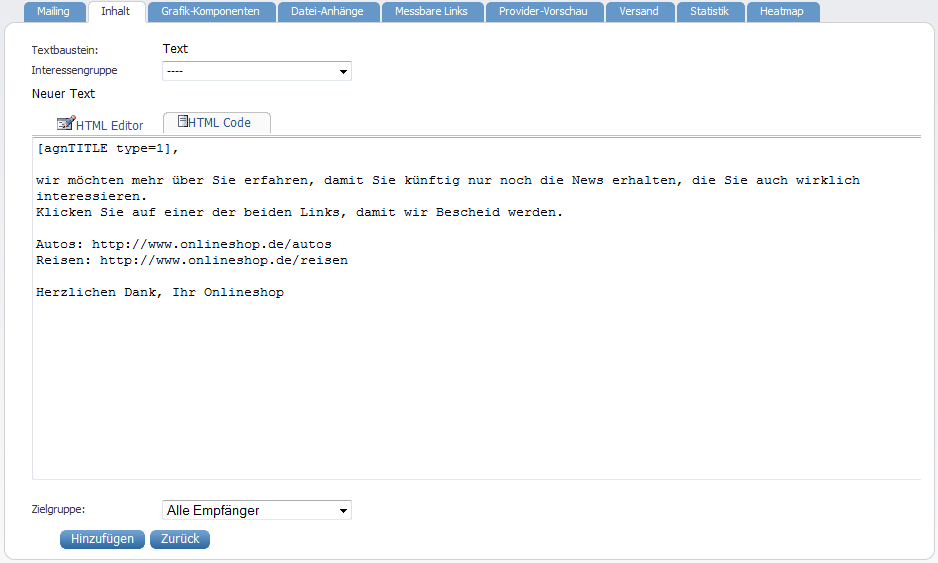 Mailing Inhalt Grafik-Komponenten Datei-Anhänge Messbare Links Provider-Vorschau Versand Statistik Heatmap
Textbaustein: Text
Interessengruppe ----
Neuer Text
HTML Editor HTML Code
[agnTITLE type=1],
wir möchten mehr über Sie erfahren, damit Sie künftig nur noch die News erhalten, die Sie auch wirklich
interessieren.
Klicken Sie auf einer der beiden Links, damit wir Bescheid werden.
Autos: http://www.onlineshop.de/autos
Reisen: http://www.onlineshop.de/reisen
Herzlichen Dank, Ihr Onlineshop
Zielgruppe: Alle Empfänger
Hinzufügen Zurück